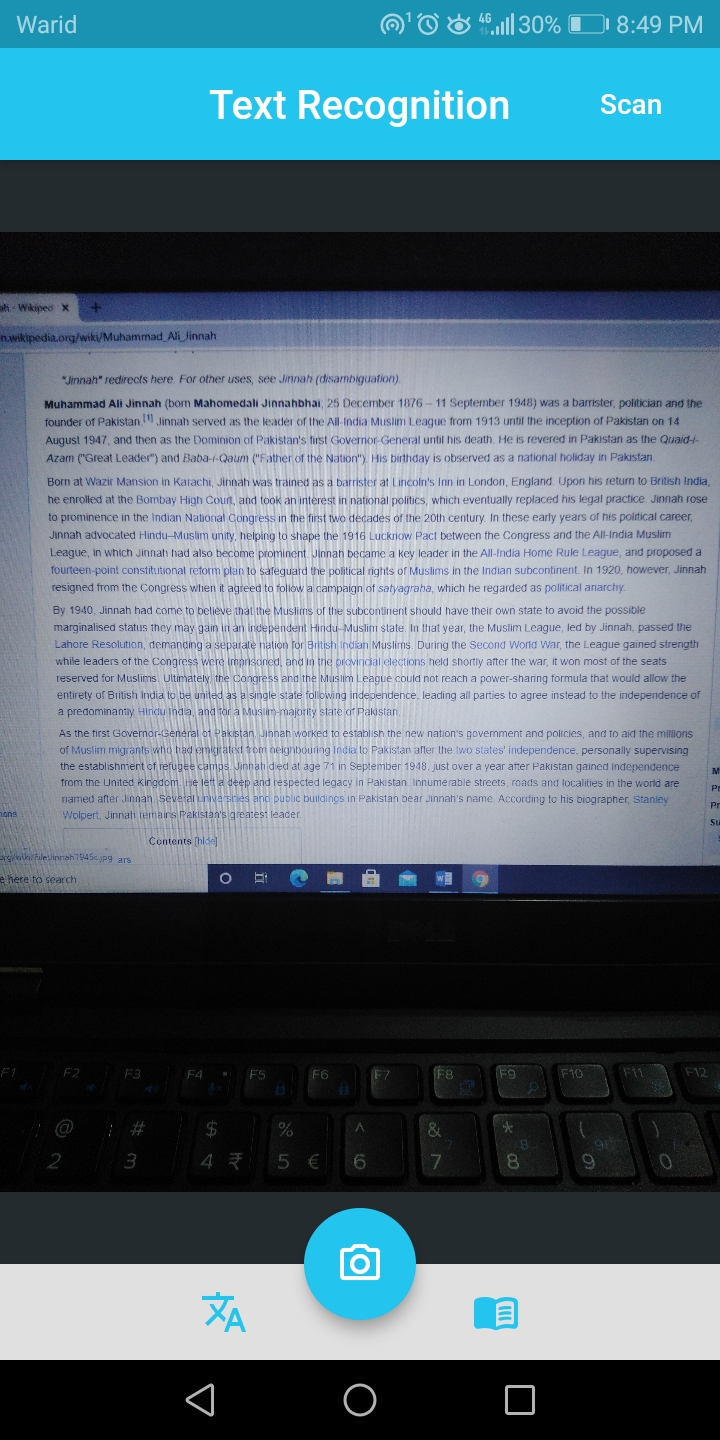 Warid
1 4G 30% 8:49 PM
Text Recognition
Scan
ah - Wikiped
n.wikipedia.org/wiki/Muhammad_Ali_Jinnah
"Jinnah" redirects here. For other uses, see Jinnah (disambiguation).
Muhammad Ali Jinnah (born Mahomedali Jinnahbhai; 25 December 1876 – 11 September 1948) was a barrister, politician and the
founder of Pakistan.[1] Jinnah served as the leader of the All-India Muslim League from 1913 until the inception of Pakistan on 14
August 1947, and then as the Dominion of Pakistan's first Governor-General until his death. He is revered in Pakistan as the Quaid-i-
Azam ("Great Leader") and Baba-i-Qaum ("Father of the Nation"). His birthday is observed as a national holiday in Pakistan.
Born at Wazir Mansion in Karachi, Jinnah was trained as a barrister at Lincoln's Inn in London, England. Upon his return to British India,
he enrolled at the Bombay High Court, and took an interest in national politics, which eventually replaced his legal practice. Jinnah rose
to prominence in the Indian National Congress in the first two decades of the 20th century. In these early years of his political career,
Jinnah advocated Hindu–Muslim unity, helping to shape the 1916 Lucknow Pact between the Congress and the All-India Muslim
League, in which Jinnah had also become prominent. Jinnah became a key leader in the All-India Home Rule League, and proposed a
fourteen-point constitutional reform plan to safeguard the political rights of Muslims in the Indian subcontinent. In 1920, however, Jinnah
resigned from the Congress when it agreed to follow a campaign of satyagraha, which he regarded as political anarchy.
By 1940, Jinnah had come to believe that the Muslims of the subcontinent should have their own state to avoid the possible
marginalised status they may gain in an independent Hindu–Muslim state. In that year, the Muslim League, led by Jinnah, passed the
Lahore Resolution, demanding a separate nation for British Indian Muslims. During the Second World War, the League gained strength
while leaders of the Congress were imprisoned, and in the provincial elections held shortly after the war, it won most of the seats
reserved for Muslims. Ultimately, the Congress and the Muslim League could not reach a power-sharing formula that would allow the
entirety of British India to be united as a single state following independence, leading all parties to agree instead to the independence of
a predominantly Hindu India, and for a Muslim-majority state of Pakistan.
As the first Governor-General of Pakistan, Jinnah worked to establish the new nation's government and policies, and to aid the millions
of Muslim migrants who had emigrated from neighbouring India to Pakistan after the two states' independence, personally supervising
the establishment of refugee camps. Jinnah died at age 71 in September 1948, just over a year after Pakistan gained independence
from the United Kingdom. He left a deep and respected legacy in Pakistan. Innumerable streets, roads and localities in the world are
named after Jinnah. Several universities and public buildings in Pakistan bear Jinnah's name. According to his biographer, Stanley
Wolpert, Jinnah remains Pakistan's greatest leader.
Contents [hide]
ars
e here to search
F1 F2 F3 F4 F5 F6 F7 F8 F9 F10 F11 F12
@ # $ % ^ & * ( )
2 3 4 ₹ 5 € 6 7 8 9 0